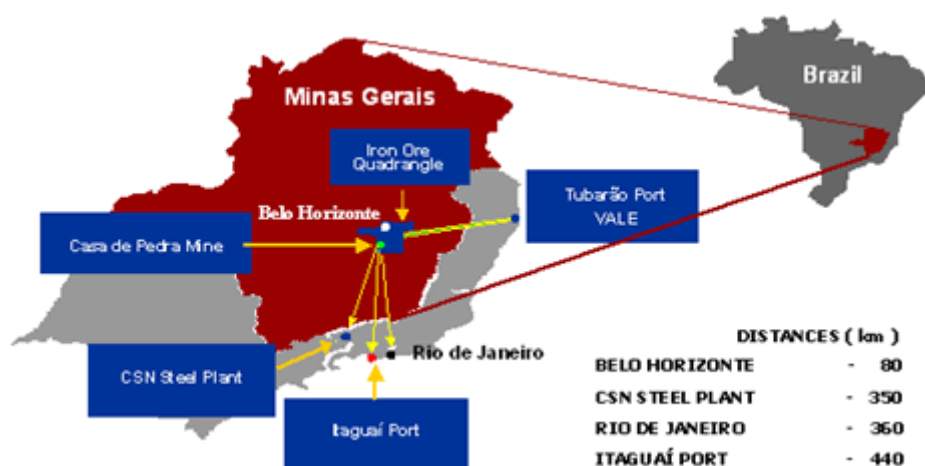 Minas Gerais
Brazil
Iron Ore
Quadrangle
Belo Horizonte
Tubarão Port
VALE
Casa de Pedra Mine
Rio de Janeiro
CSN Steel Plant
Itaguaí Port
DISTANCES ( km )
BELO HORIZONTE - 80
CSN STEEL PLANT - 350
RIO DE JANEIRO - 360
ITAGUAÍ PORT - 440